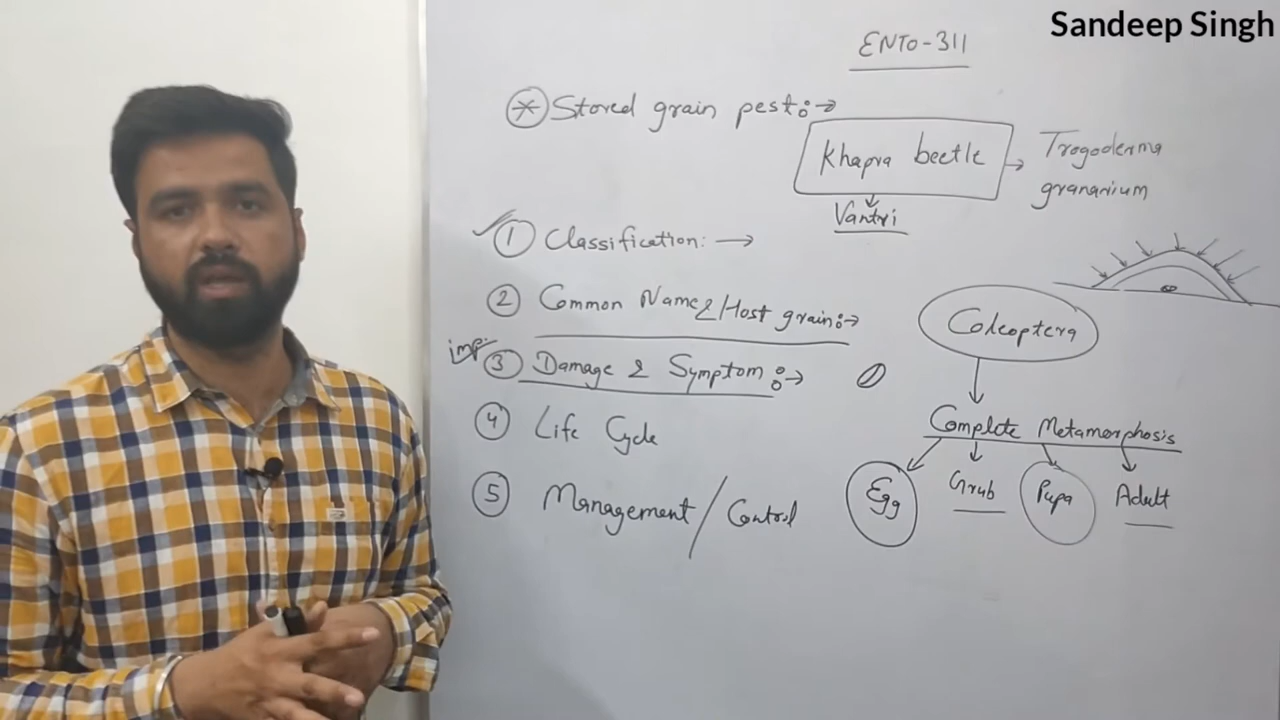 Sandeep Singh
ENTO-311
* Stored grain pest :→
Khapra beetle → Trogoderma
granarium
Vantri
① Classification: →
② Common Name & / Host grain :→
Coleoptera
imp. ③ Damage & Symptom :→
④ Life Cycle
Complete Metamorphosis
⑤ Management / Control
Egg Grub Pupa Adult